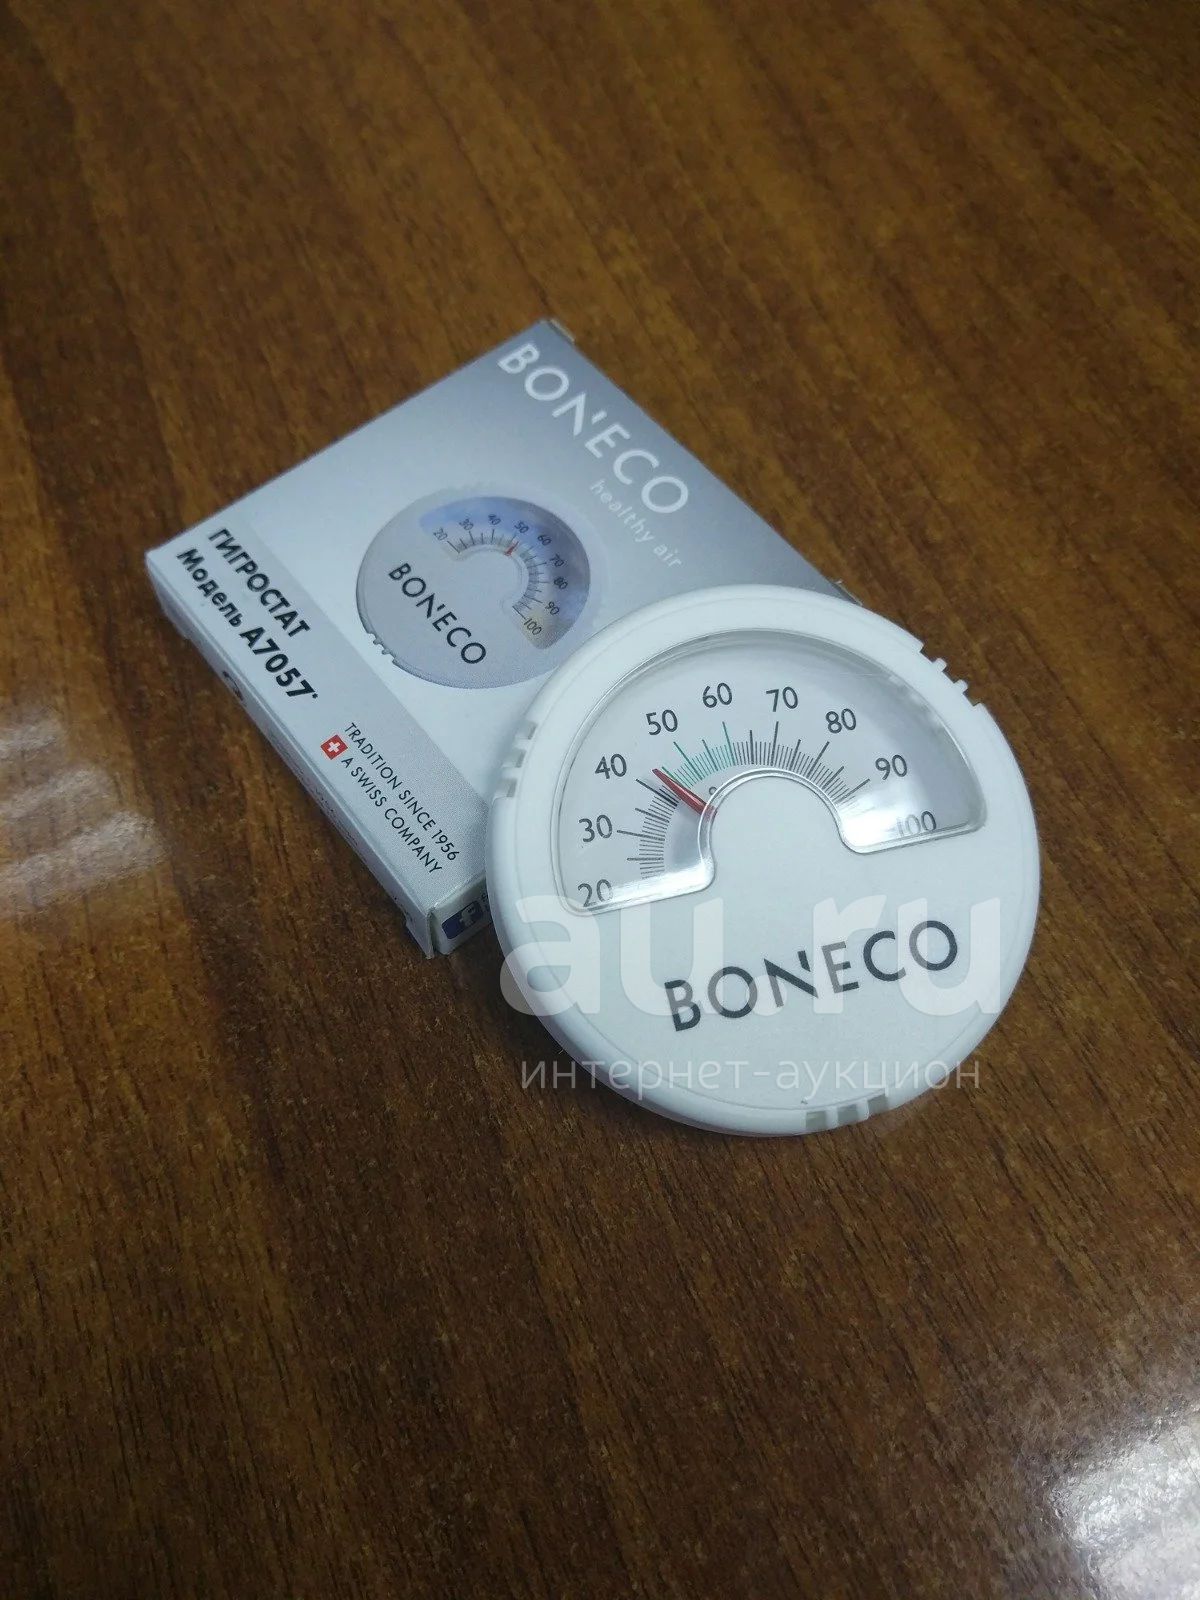 BONECO
healthy air
20 30 40 50 60 70 80 90 100
BONECO
ГИГРОСТАТ
Модель A7057*
TRADITION SINCE 1956
A SWISS COMPANY
20 30 40 50 60 70 80 90 100
BONECO
au.ru
интернет-аукцион